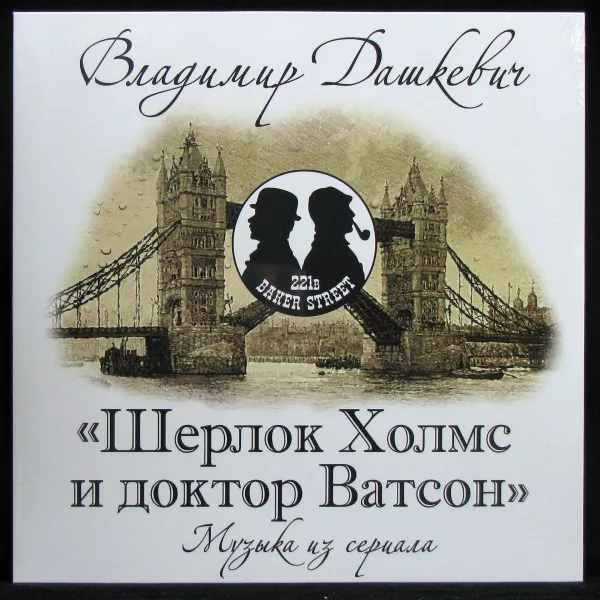 Владимир Дашкевич
221B
BAKER STREET
«Шерлок Холмс
и доктор Ватсон»
Музыка из сериала